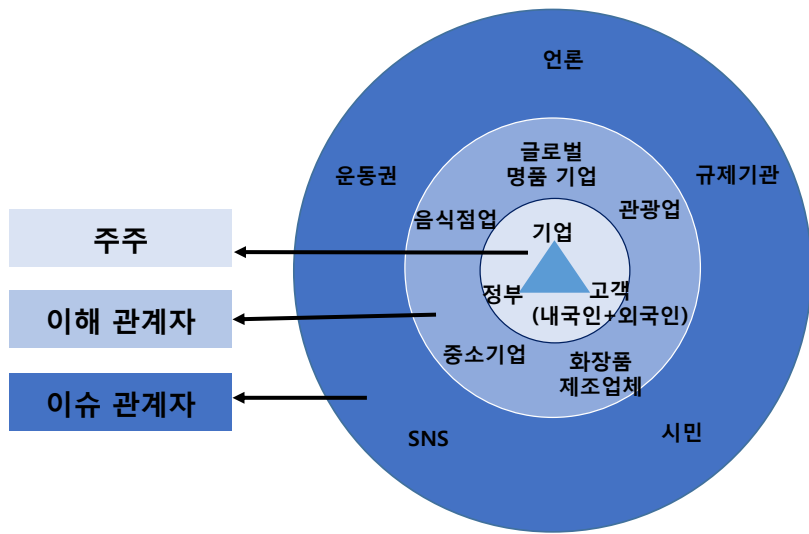 언론
운동권
글로벌
명품 기업
규제기관
음식점업
관광업
주주
기업
정부
고객
(내국인+외국인)
이해 관계자
중소기업
화장품
제조업체
이슈 관계자
SNS
시민